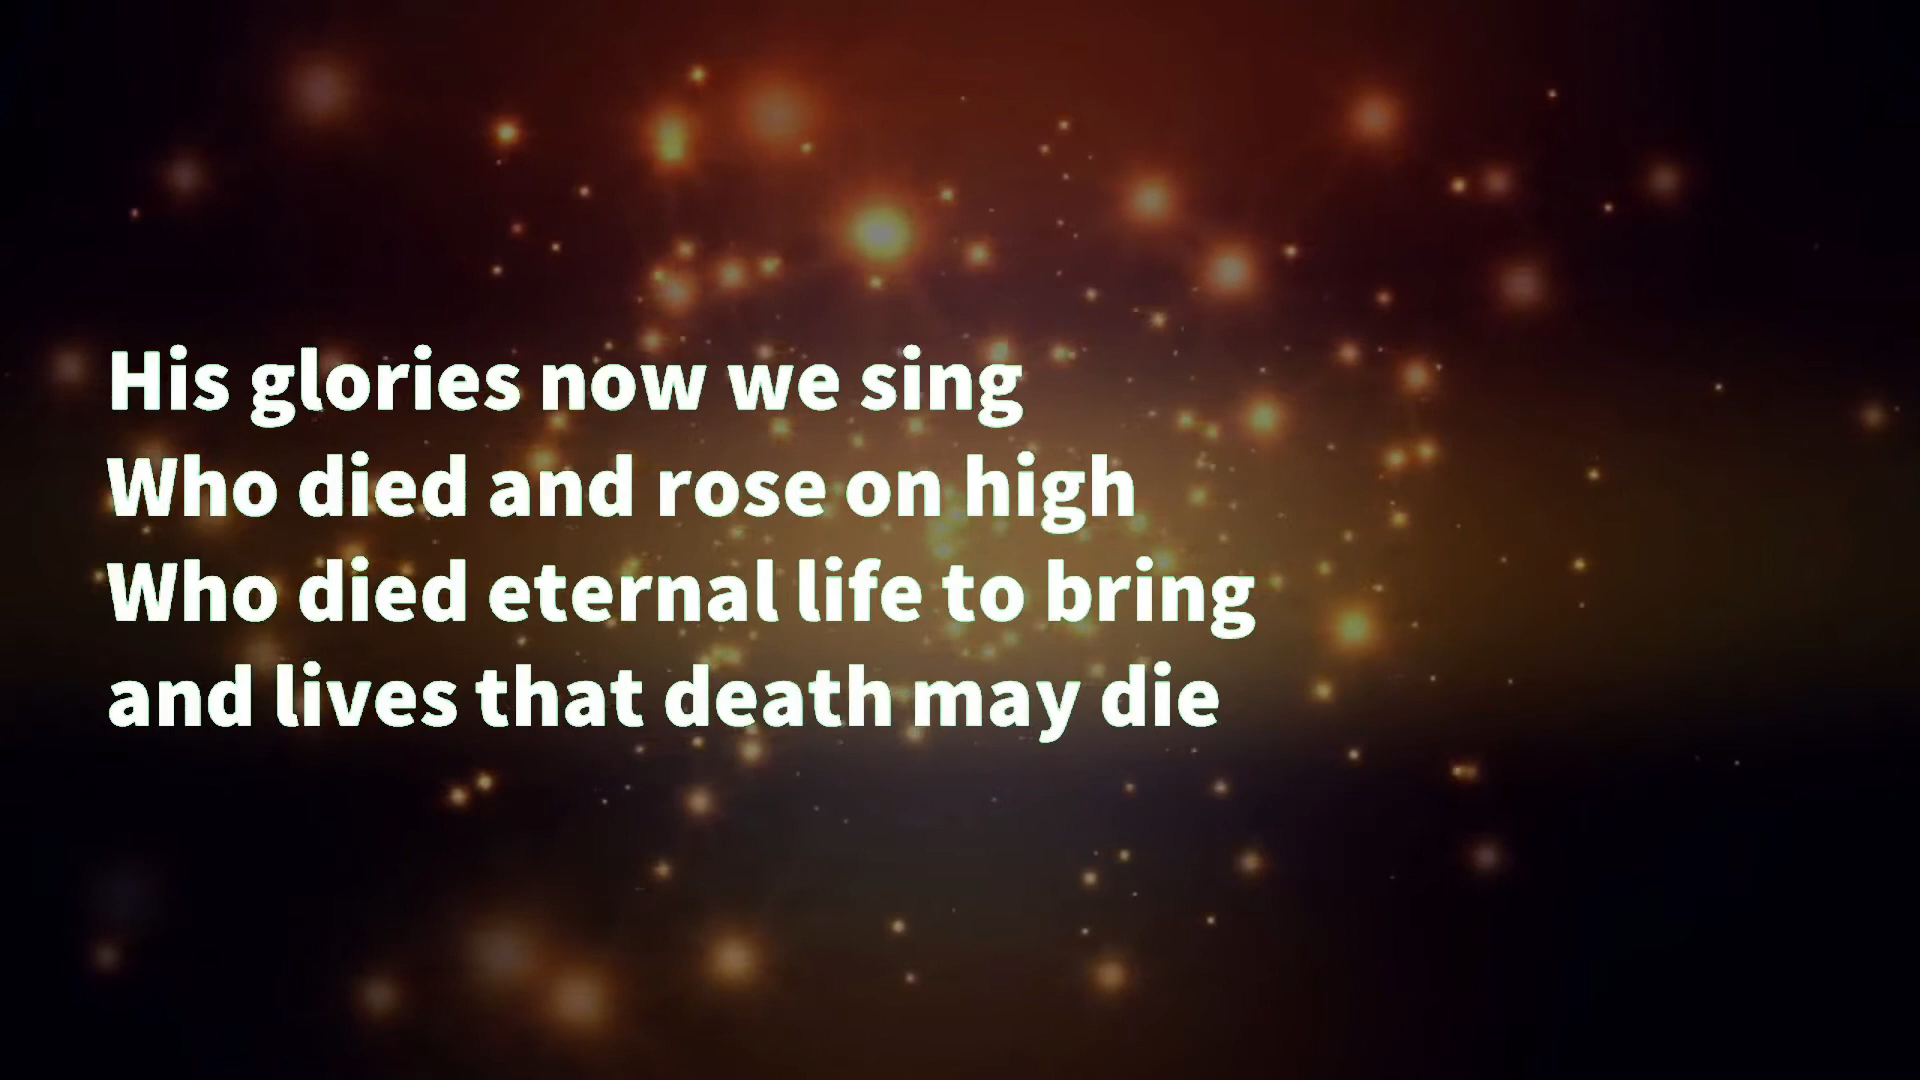 His glories now we sing
Who died and rose on high
Who died eternal life to bring
and lives that death may die